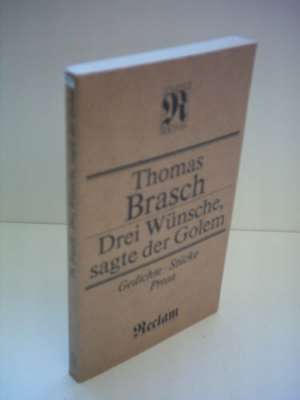 R
Thomas
Brasch
Drei Wünsche,
sagte der Golem
Gedichte Stücke
Prosa
Reclam